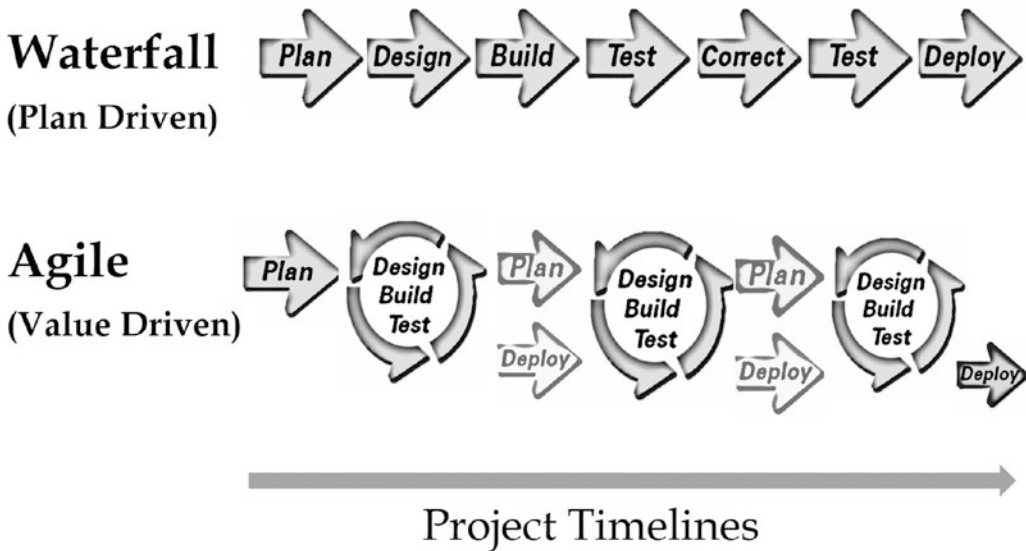 Waterfall
(Plan Driven)
Plan
Design
Build
Test
Correct
Test
Deploy
Agile
(Value Driven)
Plan
Design
Build
Test
Plan
Deploy
Design
Build
Test
Plan
Deploy
Design
Build
Test
Deploy
Project Timelines